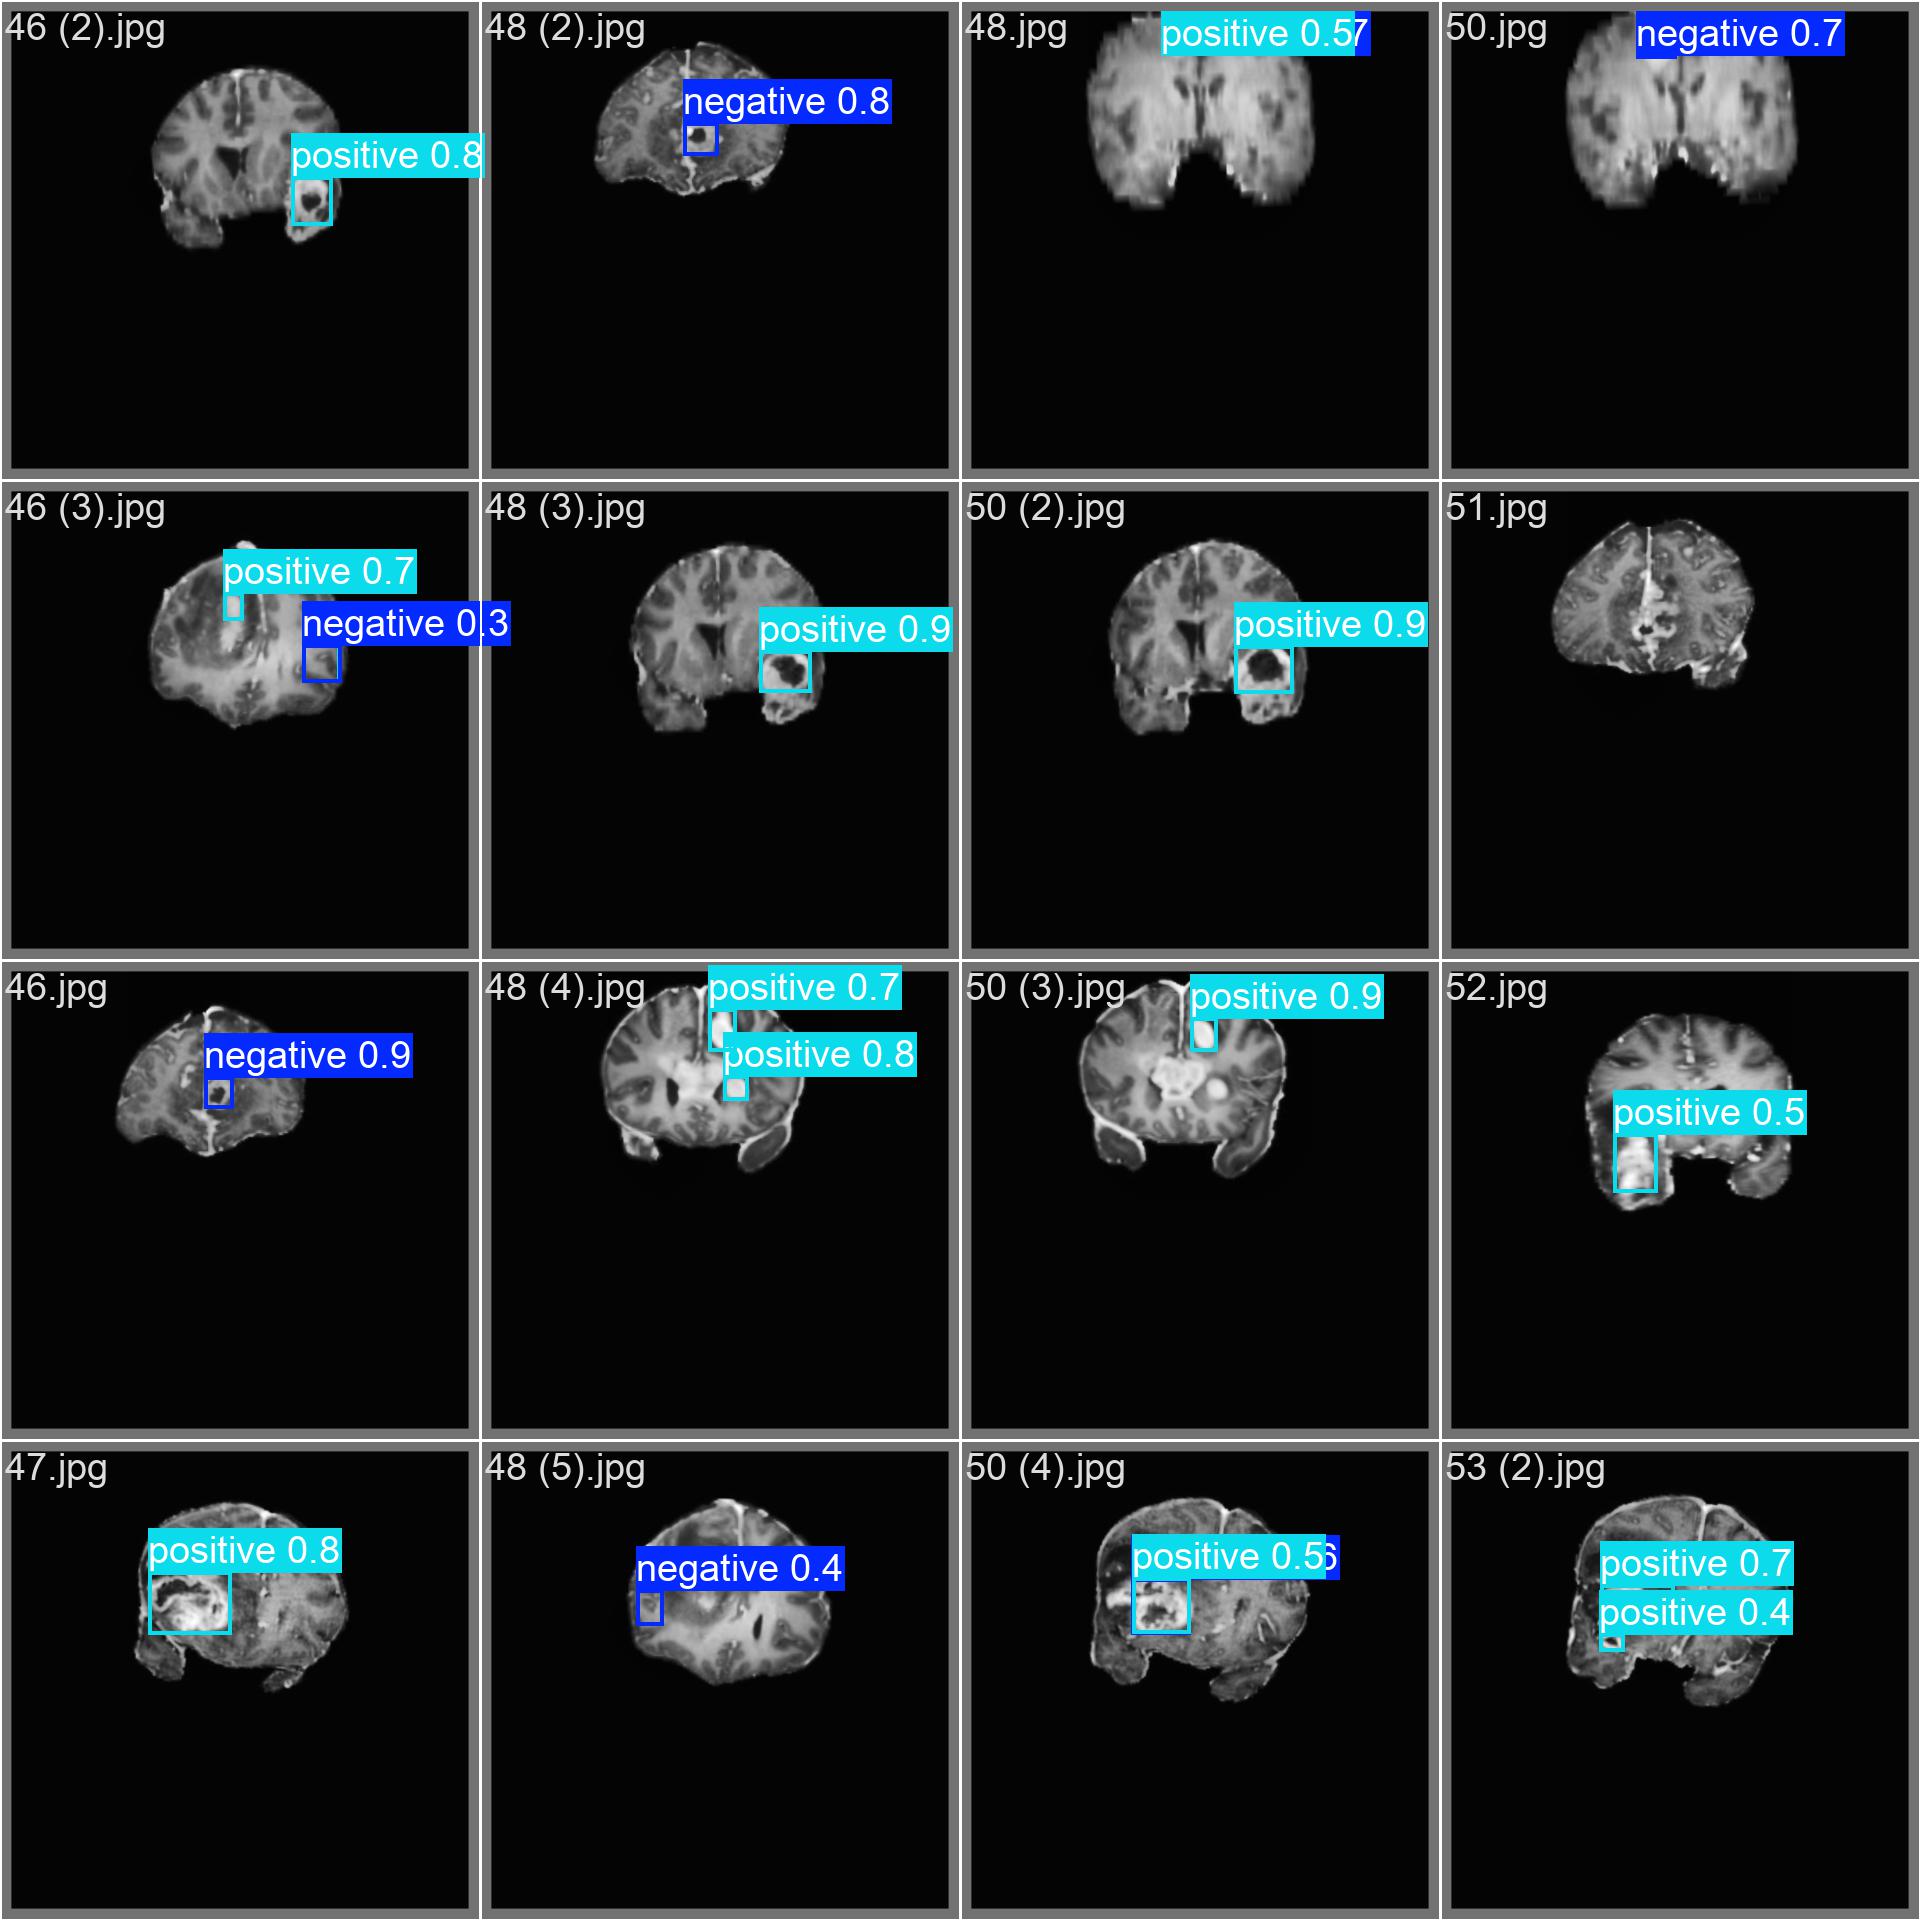 46 (2).jpg
positive 0.8
48 (2).jpg
negative 0.8
48.jpg
positive 0.5
7
50.jpg
negative 0.7
46 (3).jpg
positive 0.7
negative 0.3
48 (3).jpg
positive 0.9
50 (2).jpg
positive 0.9
51.jpg
46.jpg
negative 0.9
48 (4).jpg
positive 0.7
positive 0.8
50 (3).jpg
positive 0.9
52.jpg
positive 0.5
47.jpg
positive 0.8
48 (5).jpg
negative 0.4
50 (4).jpg
positive 0.5
6
53 (2).jpg
positive 0.7
positive 0.4